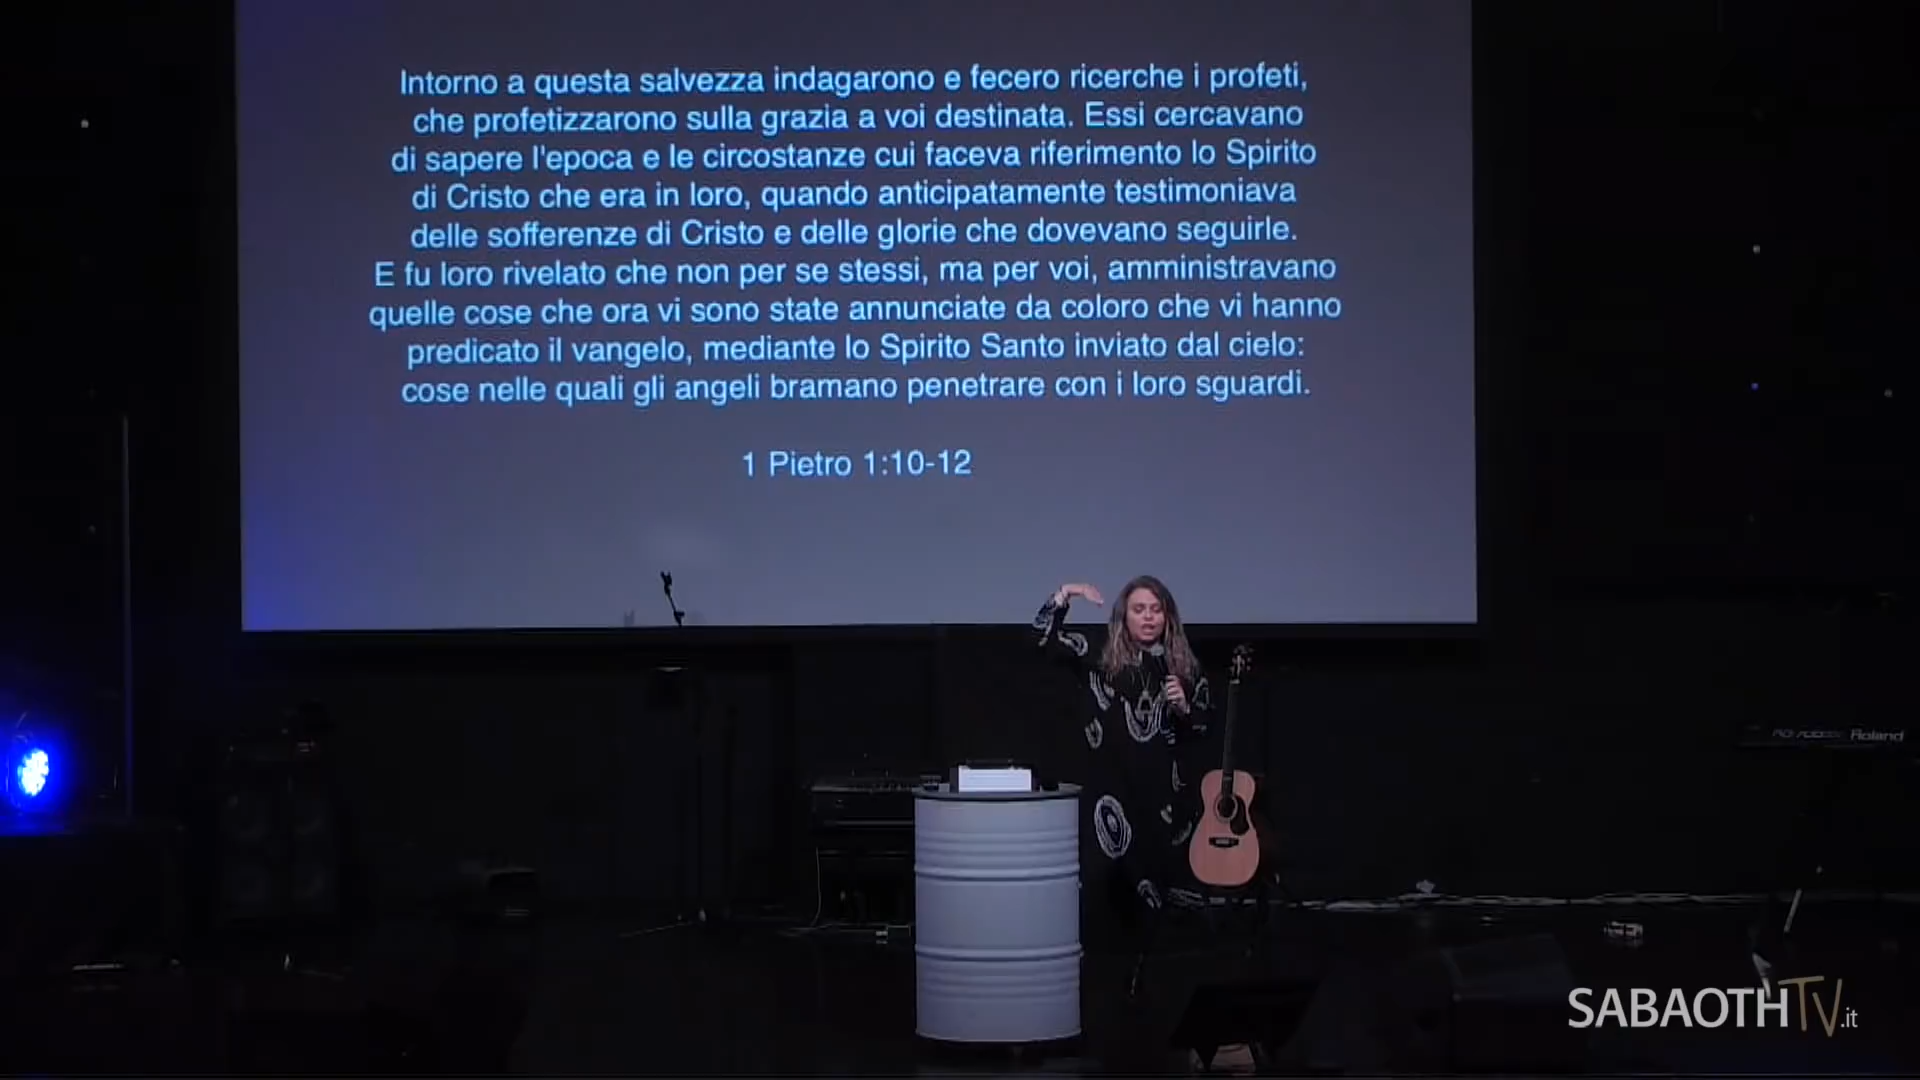 Intorno a questa salvezza indagarono e fecero ricerche i profeti,
che profetizzarono sulla grazia a voi destinata. Essi cercavano
di sapere l'epoca e le circostanze cui faceva riferimento lo Spirito
di Cristo che era in loro, quando anticipatamente testimoniava
delle sofferenze di Cristo e delle glorie che dovevano seguirle.
E fu loro rivelato che non per se stessi, ma per voi, amministravano
quelle cose che ora vi sono state annunciate da coloro che vi hanno
predicato il vangelo, mediante lo Spirito Santo inviato dal cielo:
cose nelle quali gli angeli bramano penetrare con i loro sguardi.
1 Pietro 1:10-12
Roland
SABAOTHTV.it